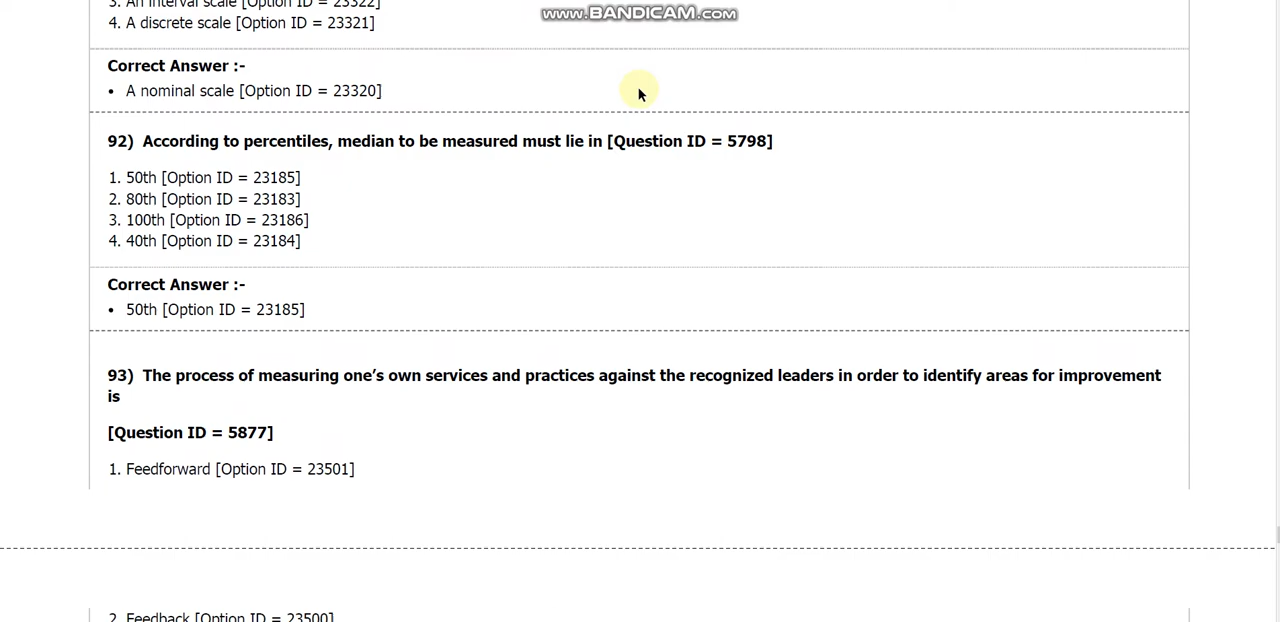 3. An interval scale [Option ID = 23322]
www.BANDICAM.com
4. A discrete scale [Option ID = 23321]
Correct Answer :-
• A nominal scale [Option ID = 23320]
92) According to percentiles, median to be measured must lie in [Question ID = 5798]
1. 50th [Option ID = 23185]
2. 80th [Option ID = 23183]
3. 100th [Option ID = 23186]
4. 40th [Option ID = 23184]
Correct Answer :-
• 50th [Option ID = 23185]
93) The process of measuring one’s own services and practices against the recognized leaders in order to identify areas for improvement
is
[Question ID = 5877]
1. Feedforward [Option ID = 23501]
2. Feedback [Option ID = 23500]